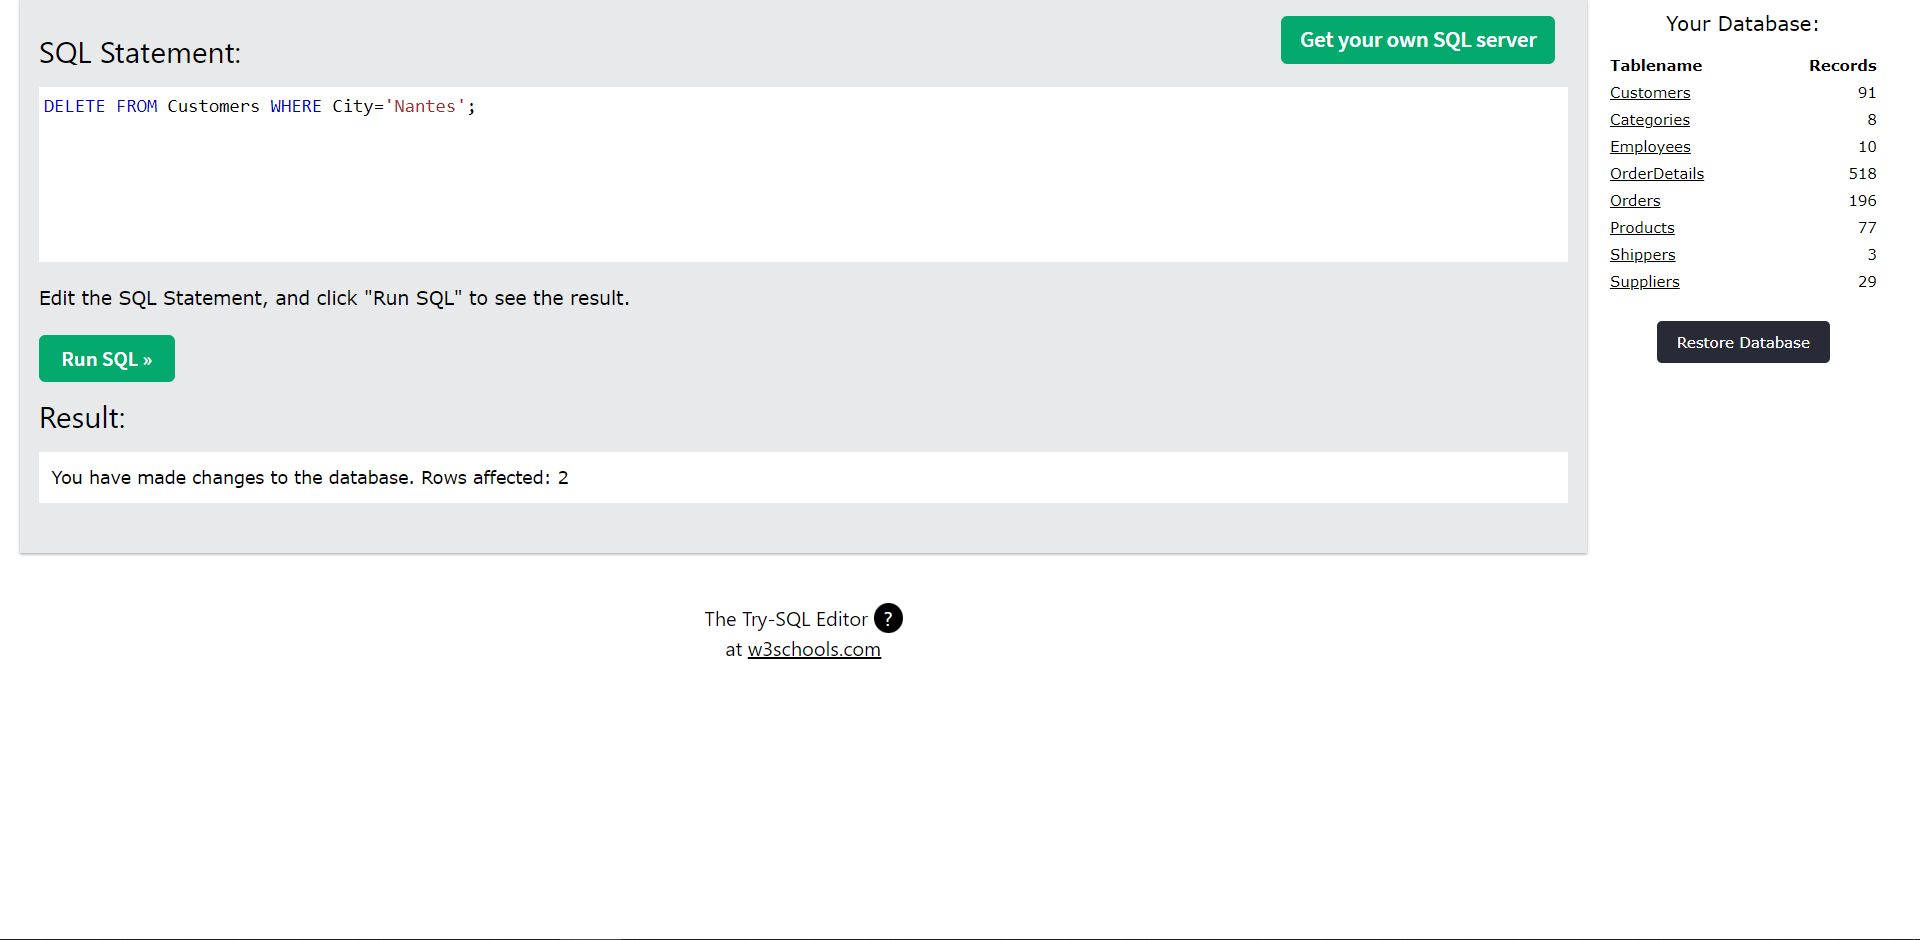 SQL Statement:
Get your own SQL server
DELETE FROM Customers WHERE City='Nantes';
Edit the SQL Statement, and click "Run SQL" to see the result.
Run SQL »
Result:
You have made changes to the database. Rows affected: 2
The Try-SQL Editor ?
at w3schools.com
Your Database:
Tablename Records
Customers 91
Categories 8
Employees 10
OrderDetails 518
Orders 196
Products 77
Shippers 3
Suppliers 29
Restore Database